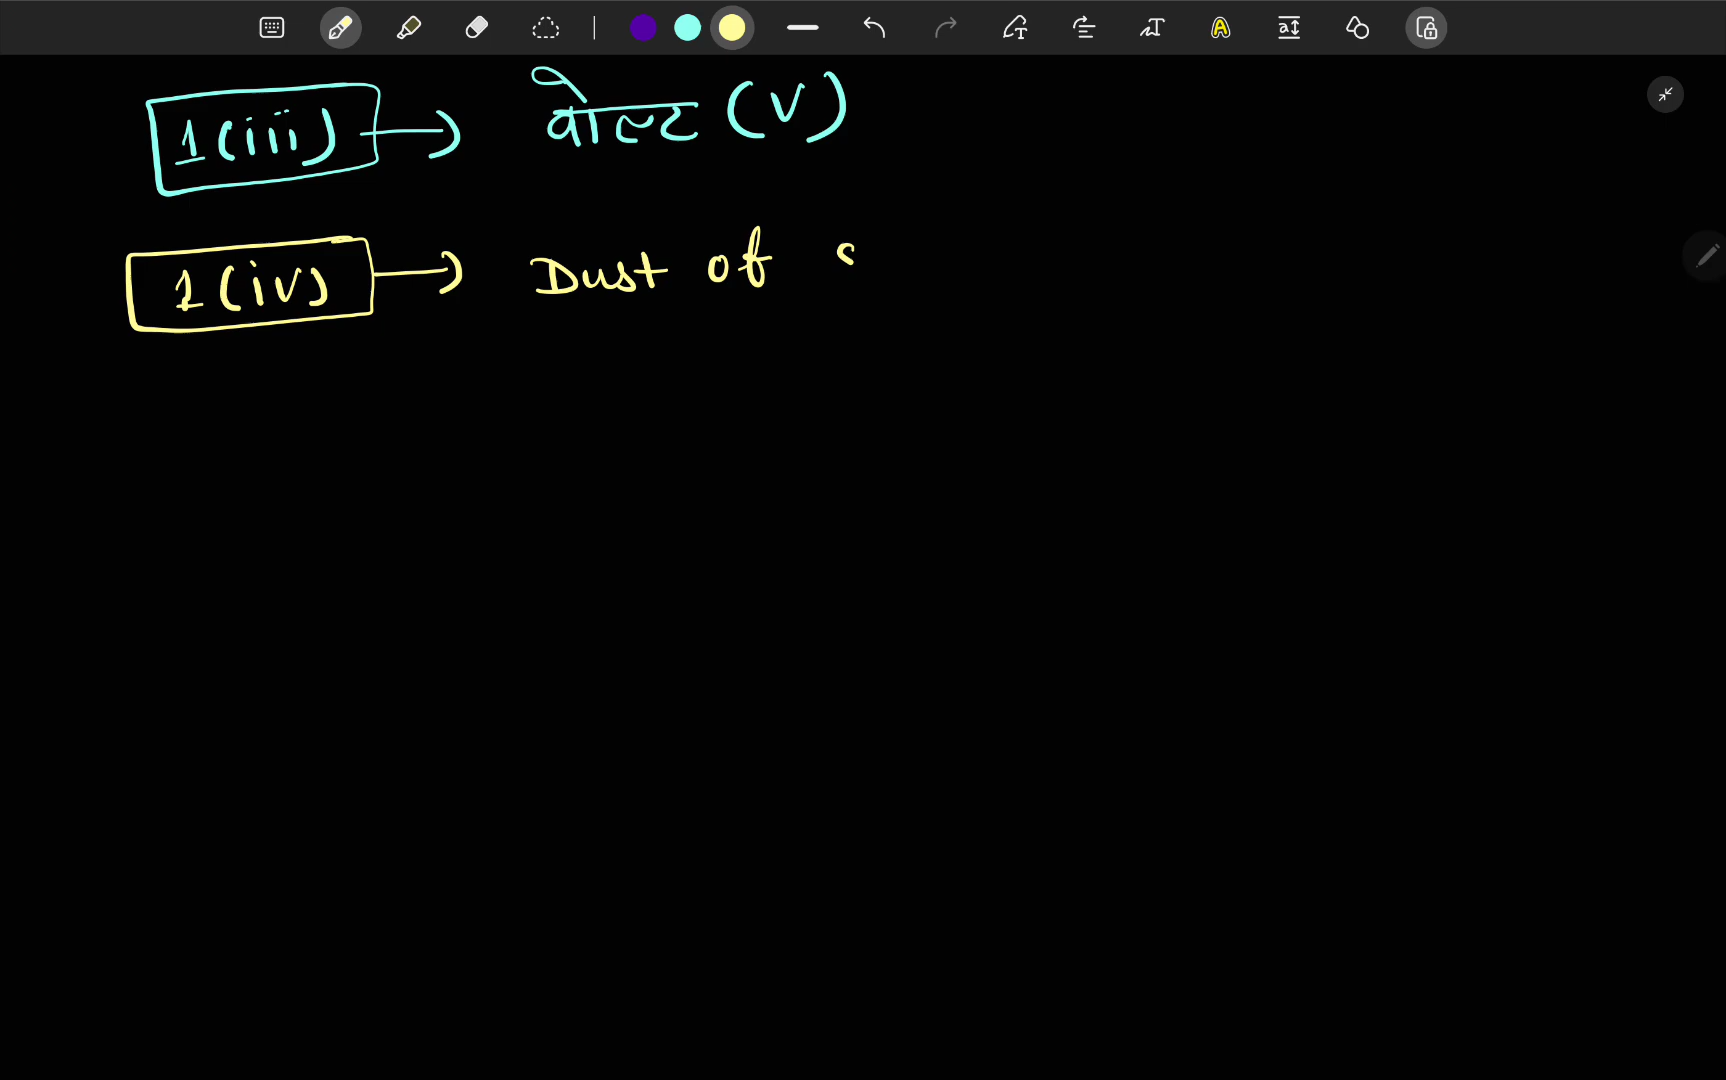 1(iii) → वोल्ट (V)
1(iv) → Dust of